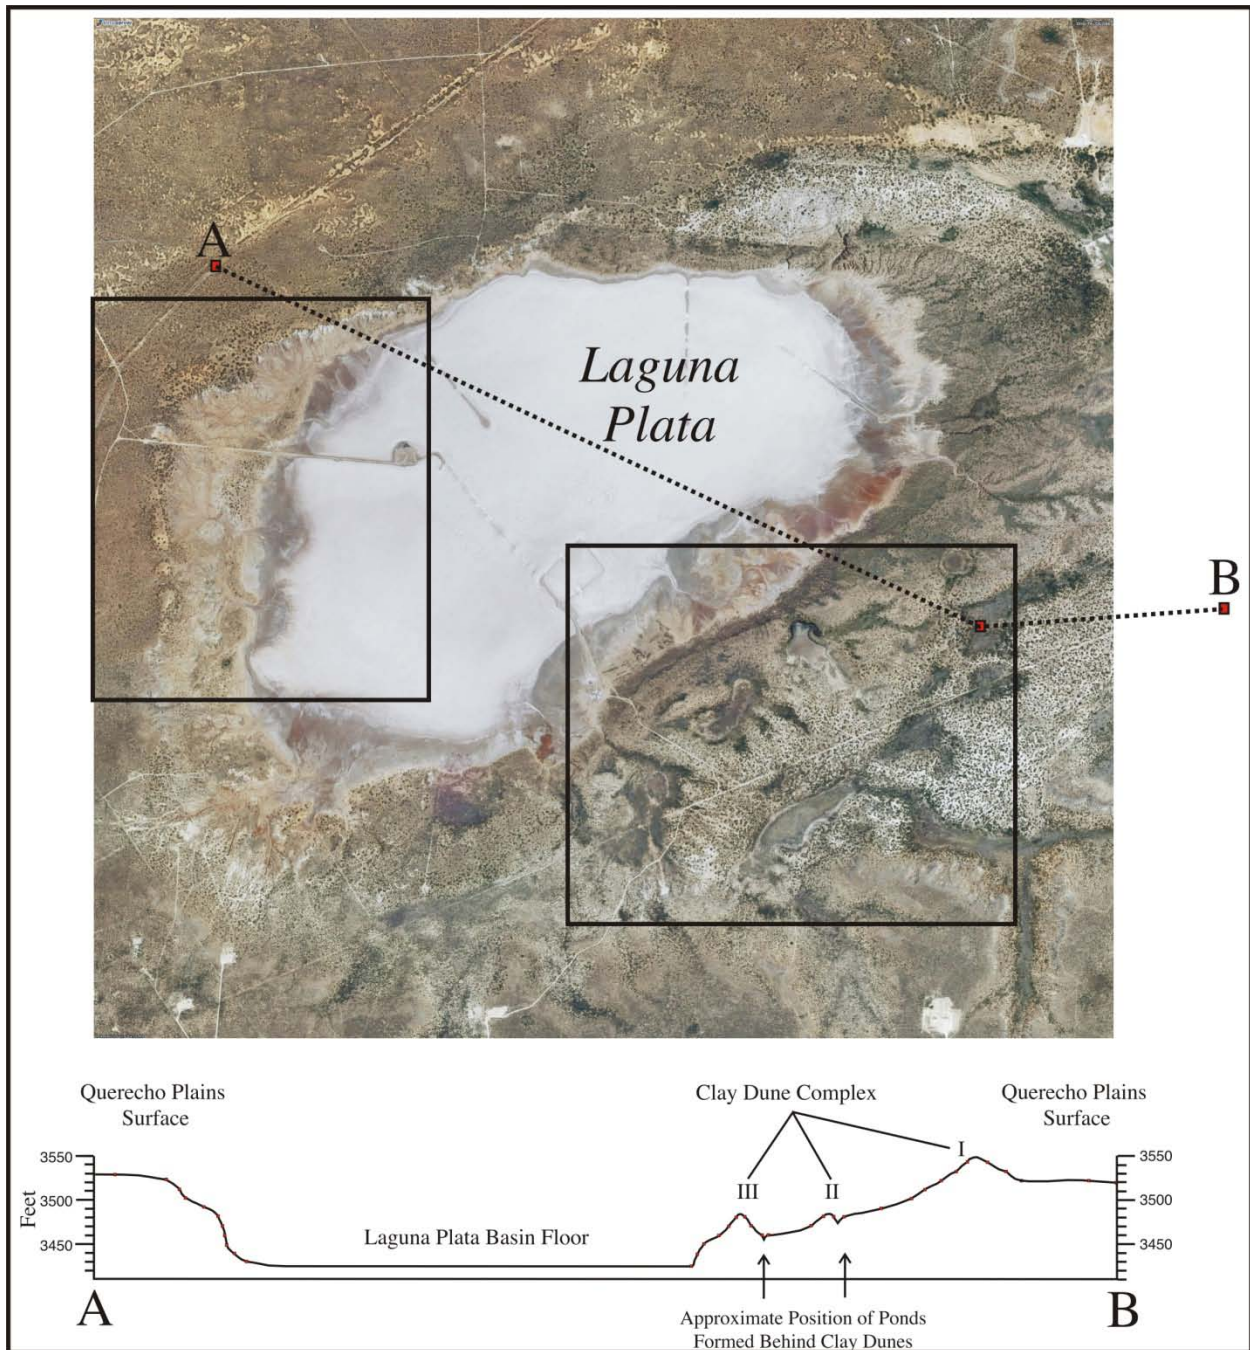 A
Laguna
Plata
B
Querecho Plains
Surface
Clay Dune Complex
Querecho Plains
Surface
I
III
II
3550
3500
3450
Feet
3550
3500
3450
Laguna Plata Basin Floor
A
B
Approximate Position of Ponds
Formed Behind Clay Dunes